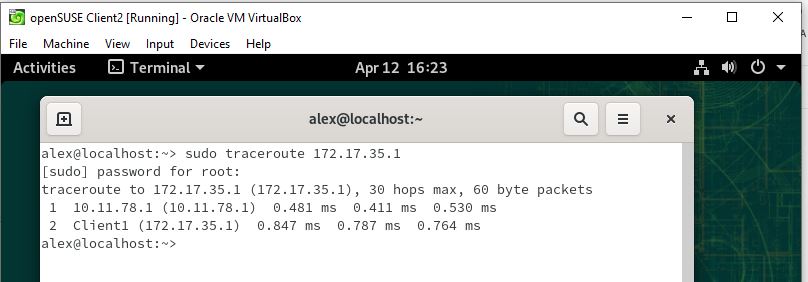 openSUSE Client2 [Running] - Oracle VM VirtualBox
File Machine View Input Devices Help
Activities Terminal Apr 12 16:23
alex@localhost:~
alex@localhost:~> sudo traceroute 172.17.35.1
[sudo] password for root:
traceroute to 172.17.35.1 (172.17.35.1), 30 hops max, 60 byte packets
 1  10.11.78.1 (10.11.78.1)  0.481 ms  0.411 ms  0.530 ms
 2  Client1 (172.17.35.1)  0.847 ms  0.787 ms  0.764 ms
alex@localhost:~>